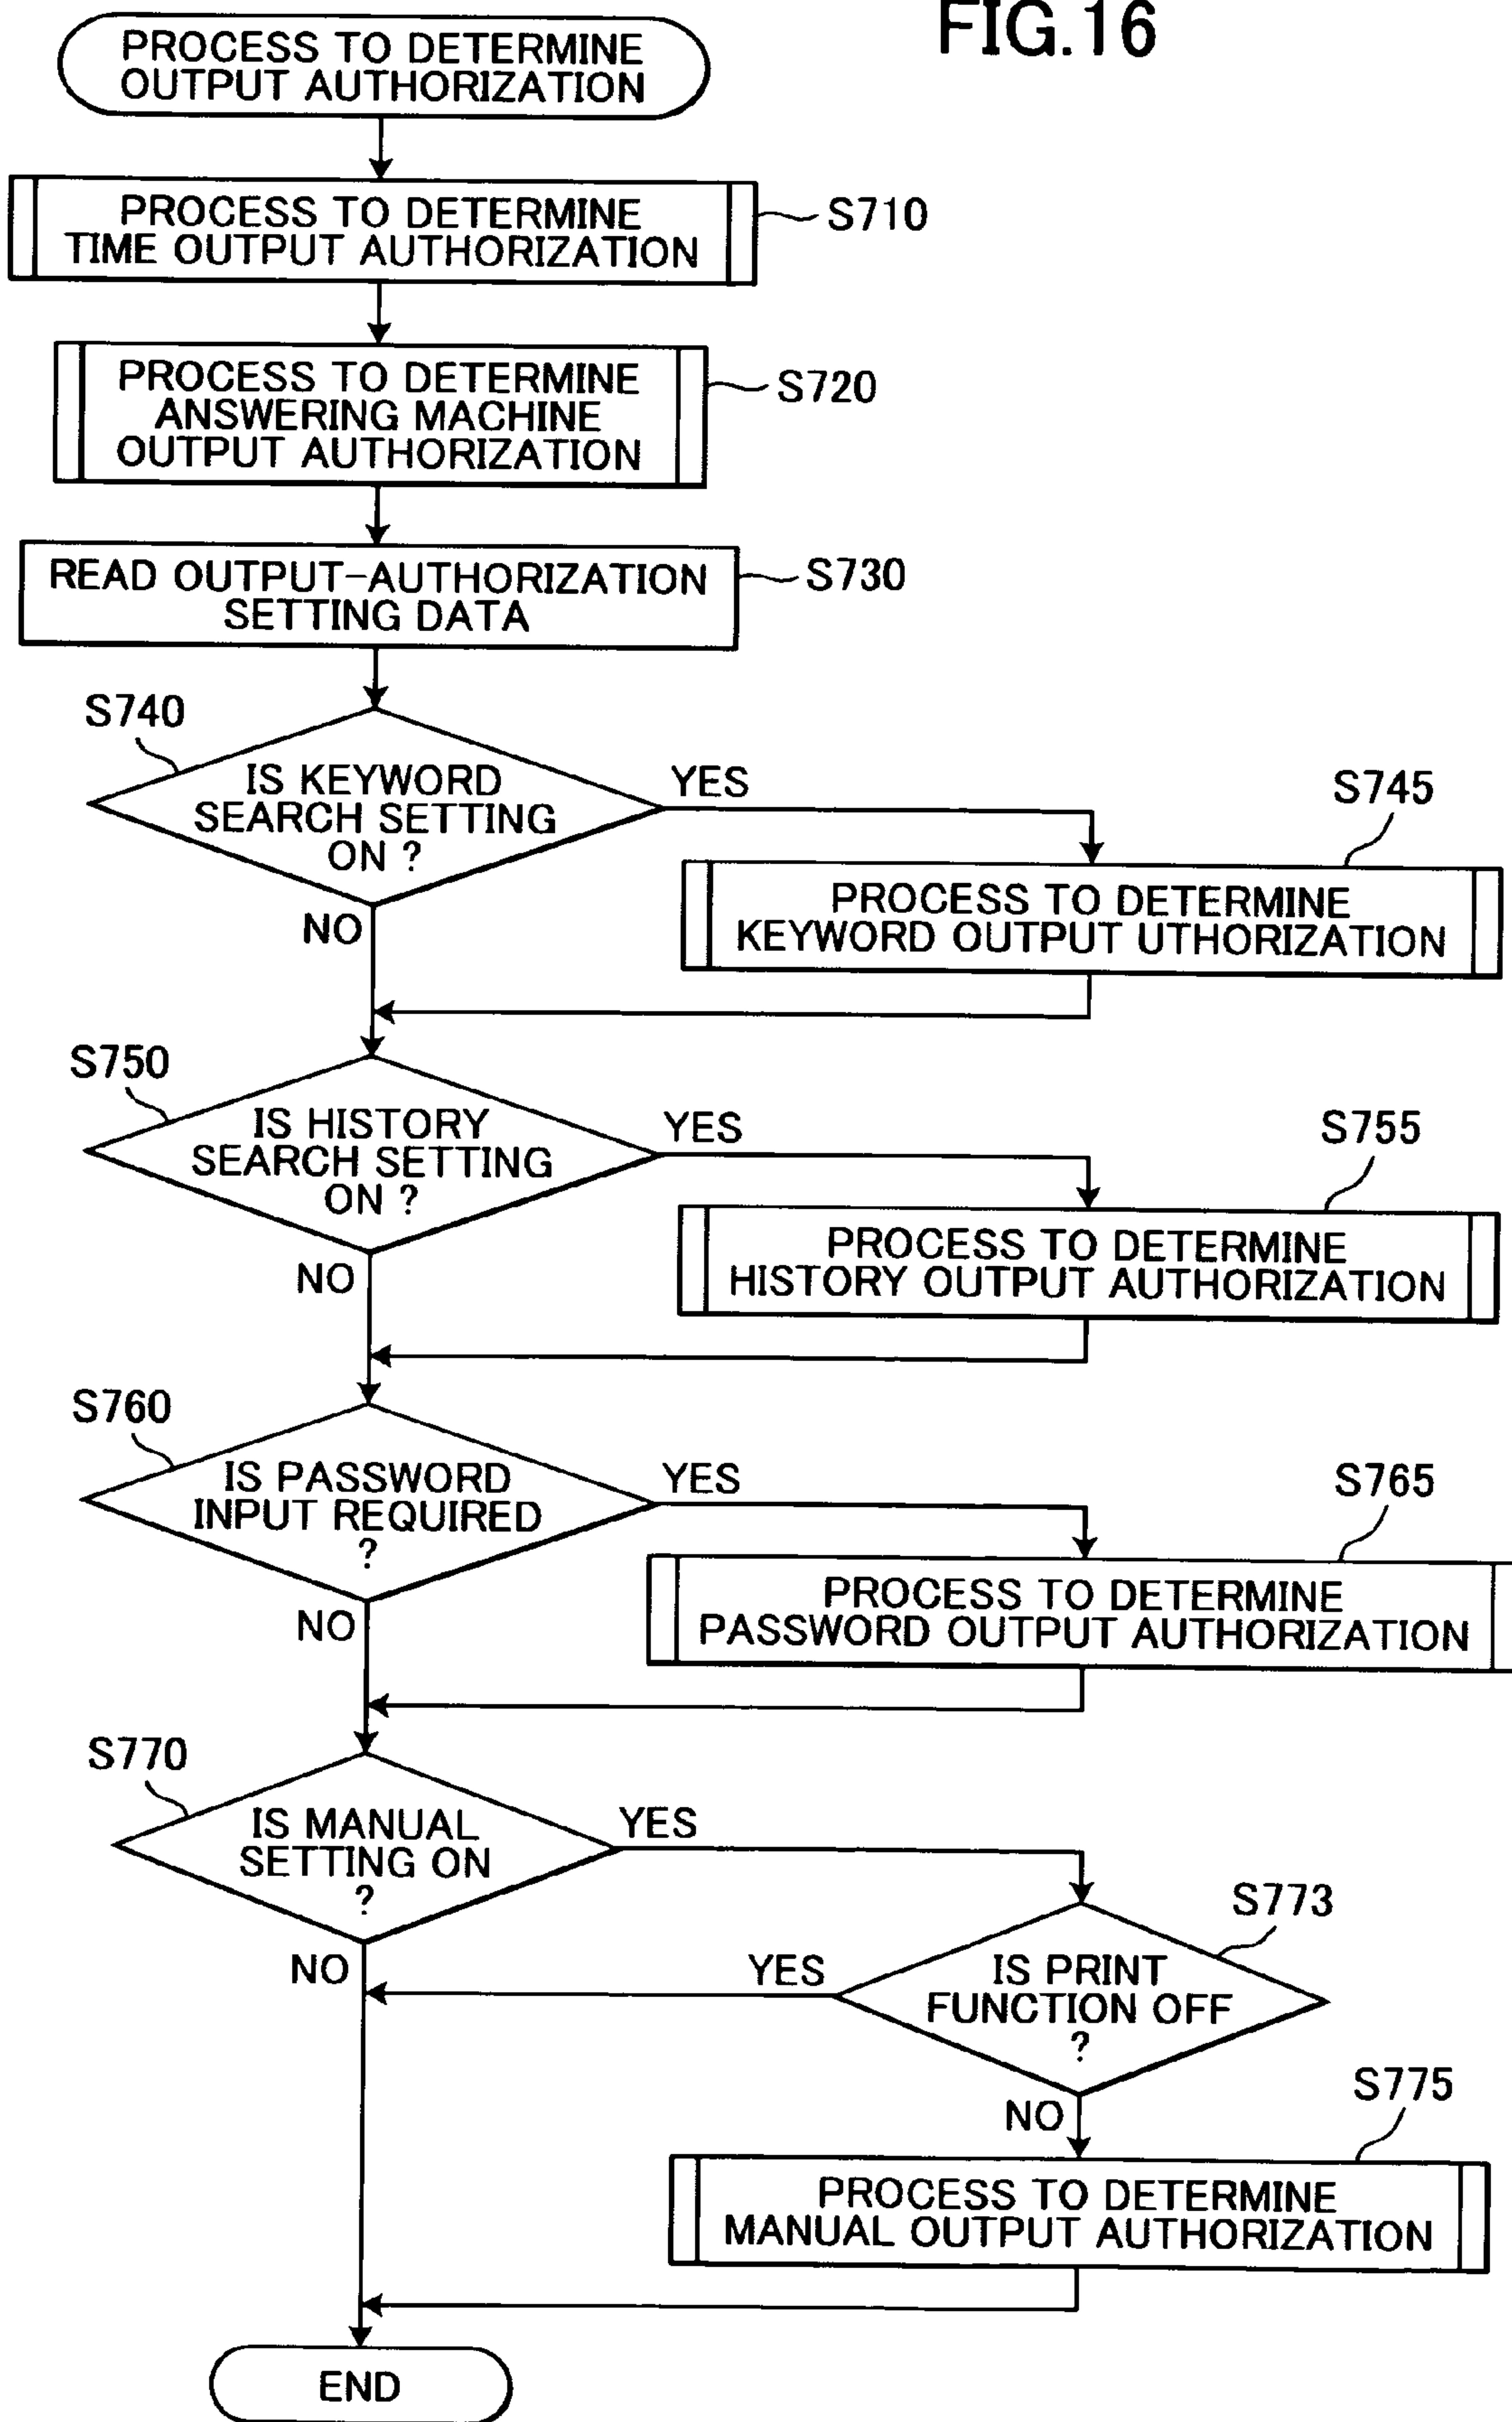 FIG.16
PROCESS TO DETERMINE
OUTPUT AUTHORIZATION
PROCESS TO DETERMINE
TIME OUTPUT AUTHORIZATION
S710
PROCESS TO DETERMINE
ANSWERING MACHINE
OUTPUT AUTHORIZATION
S720
READ OUTPUT-AUTHORIZATION
SETTING DATA
S730
S740
IS KEYWORD
SEARCH SETTING
ON ?
YES
NO
S745
PROCESS TO DETERMINE
KEYWORD OUTPUT UTHORIZATION
S750
IS HISTORY
SEARCH SETTING
ON ?
YES
NO
S755
PROCESS TO DETERMINE
HISTORY OUTPUT AUTHORIZATION
S760
IS PASSWORD
INPUT REQUIRED
?
YES
NO
S765
PROCESS TO DETERMINE
PASSWORD OUTPUT AUTHORIZATION
S770
IS MANUAL
SETTING ON
?
YES
NO
S773
IS PRINT
FUNCTION OFF
?
YES
NO
S775
PROCESS TO DETERMINE
MANUAL OUTPUT AUTHORIZATION
END